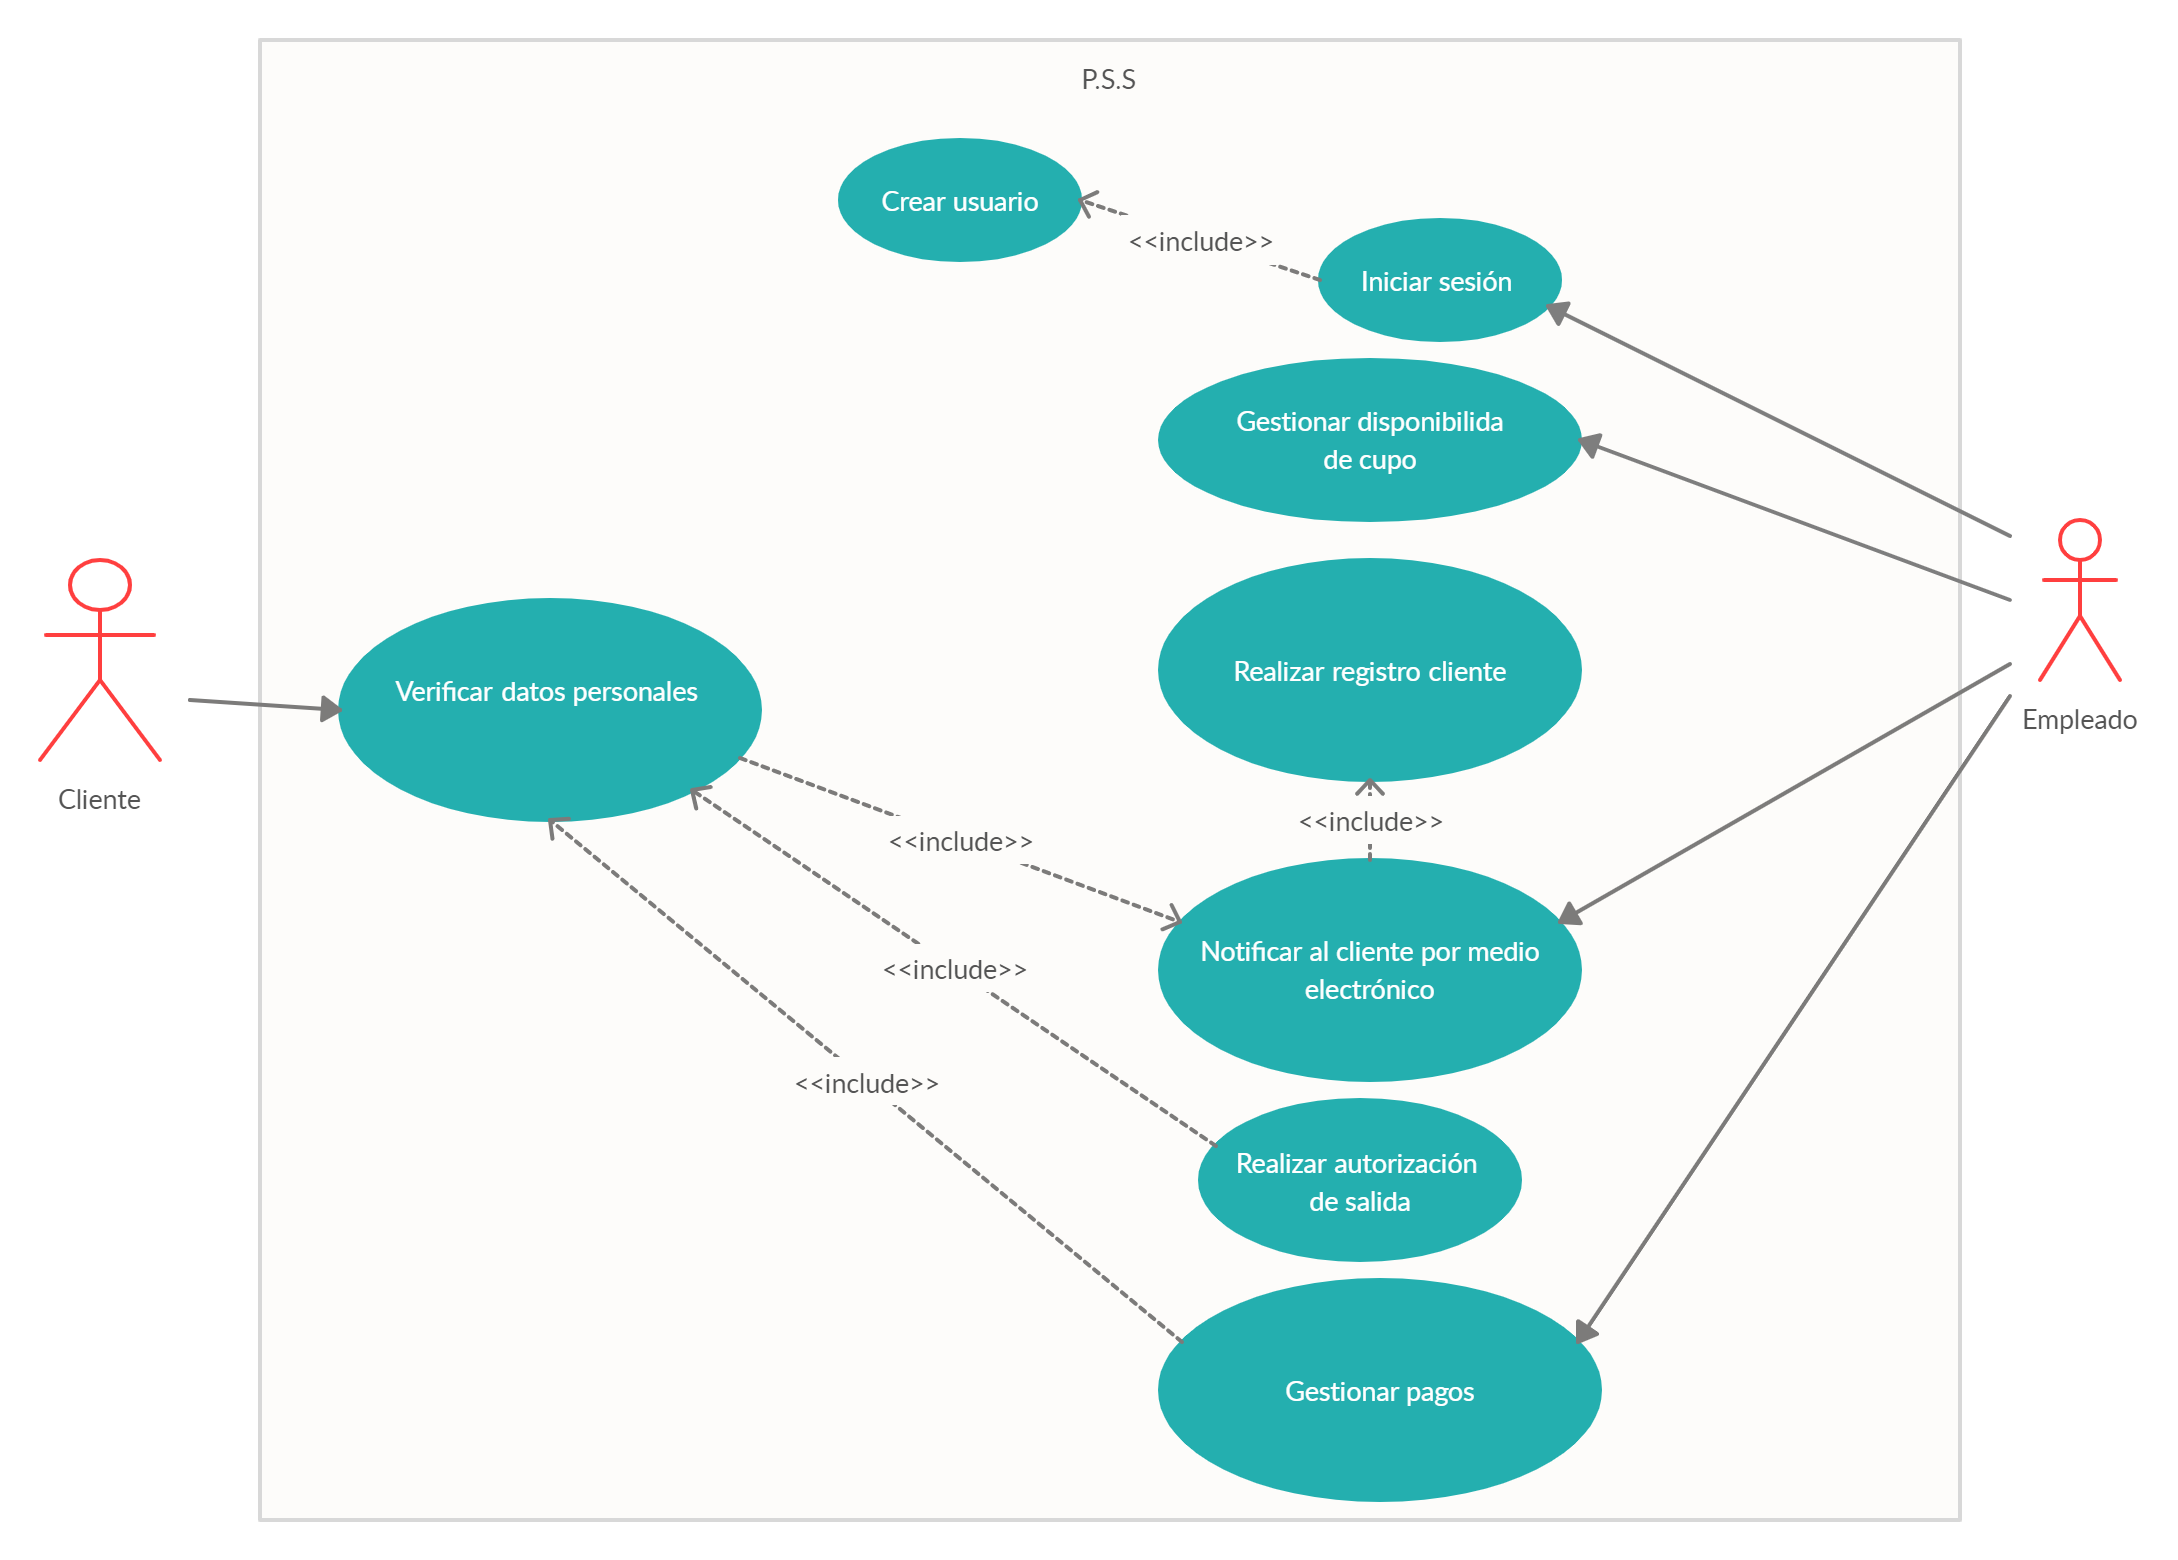 P.S.S
Crear usuario
<<include>>
Iniciar sesión
Gestionar disponibilida
de cupo
Realizar registro cliente
Verificar datos personales
Empleado
Cliente
<<include>>
<<include>>
Notificar al cliente por medio
electrónico
<<include>>
<<include>>
Realizar autorización
de salida
Gestionar pagos